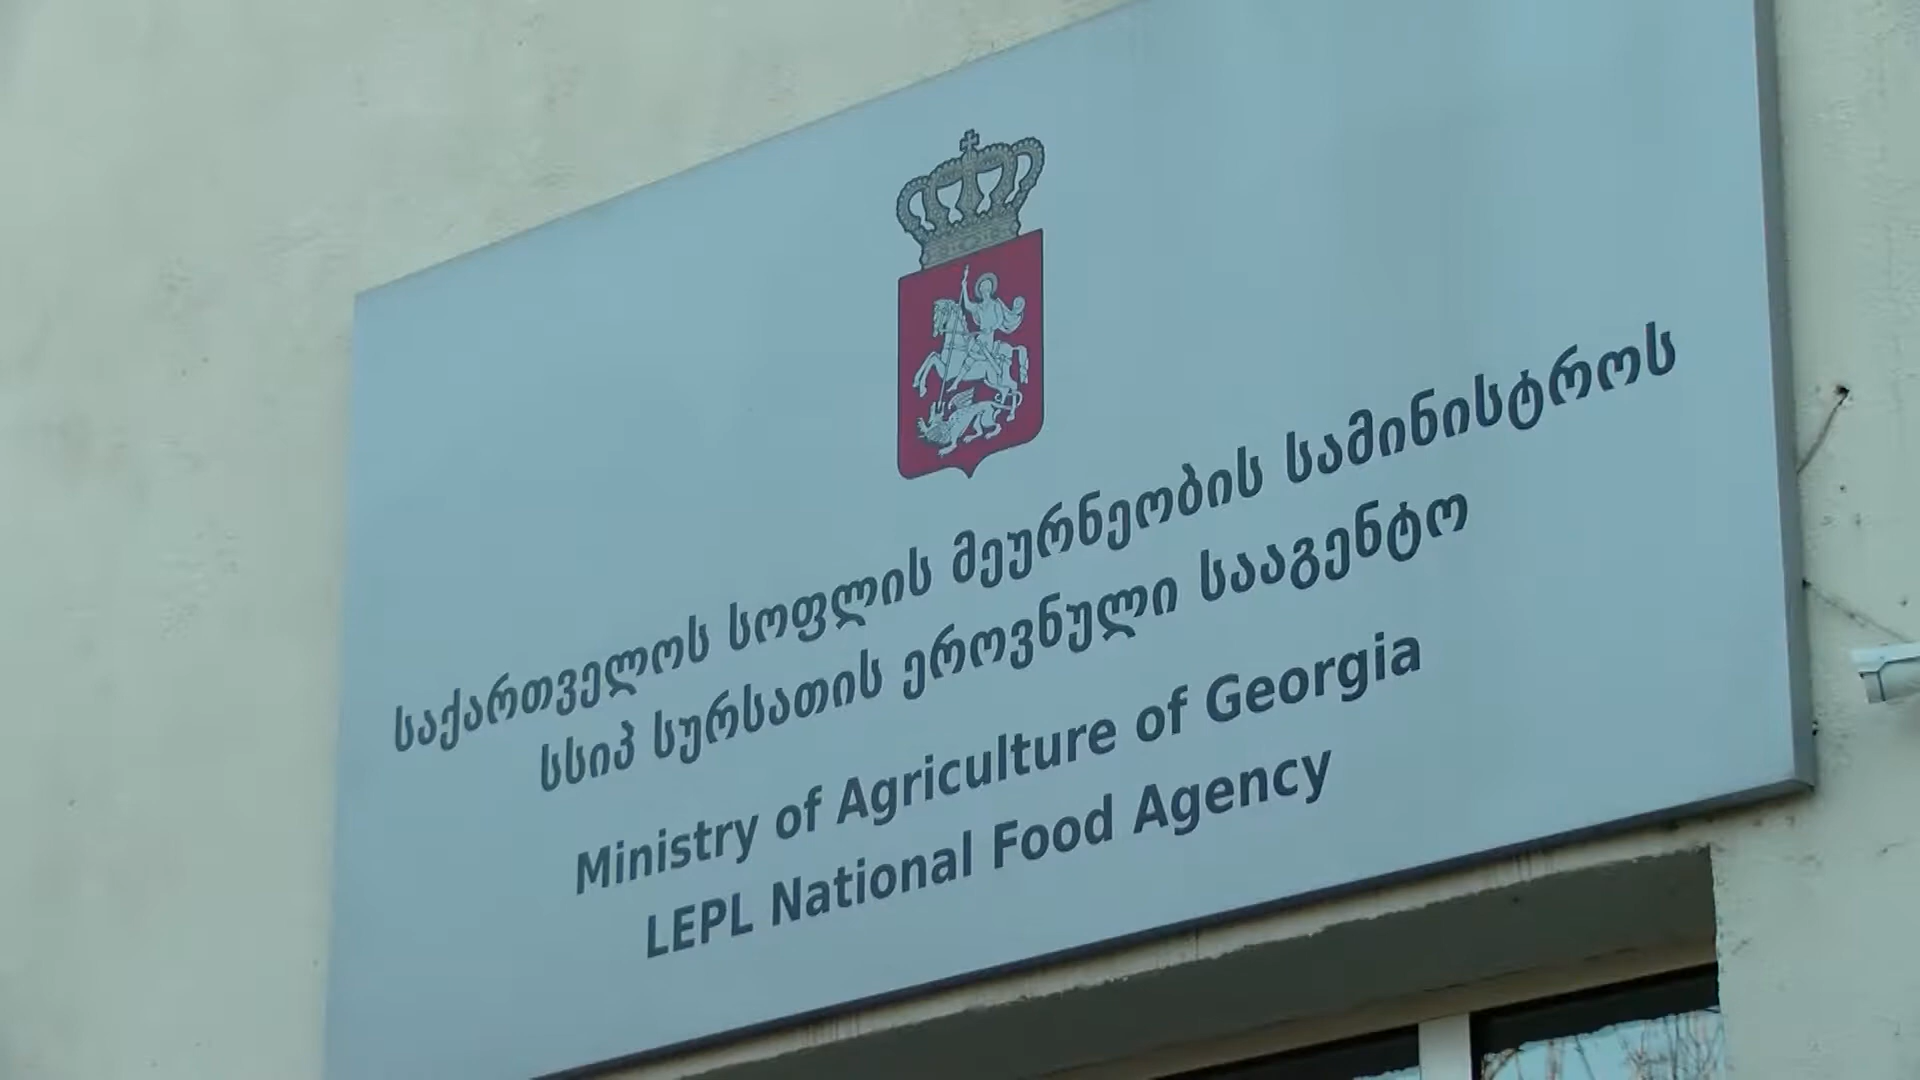 საქართველოს სოფლის მეურნეობის სამინისტროს
სსიპ სურსათის ეროვნული სააგენტო
Ministry of Agriculture of Georgia
LEPL National Food Agency